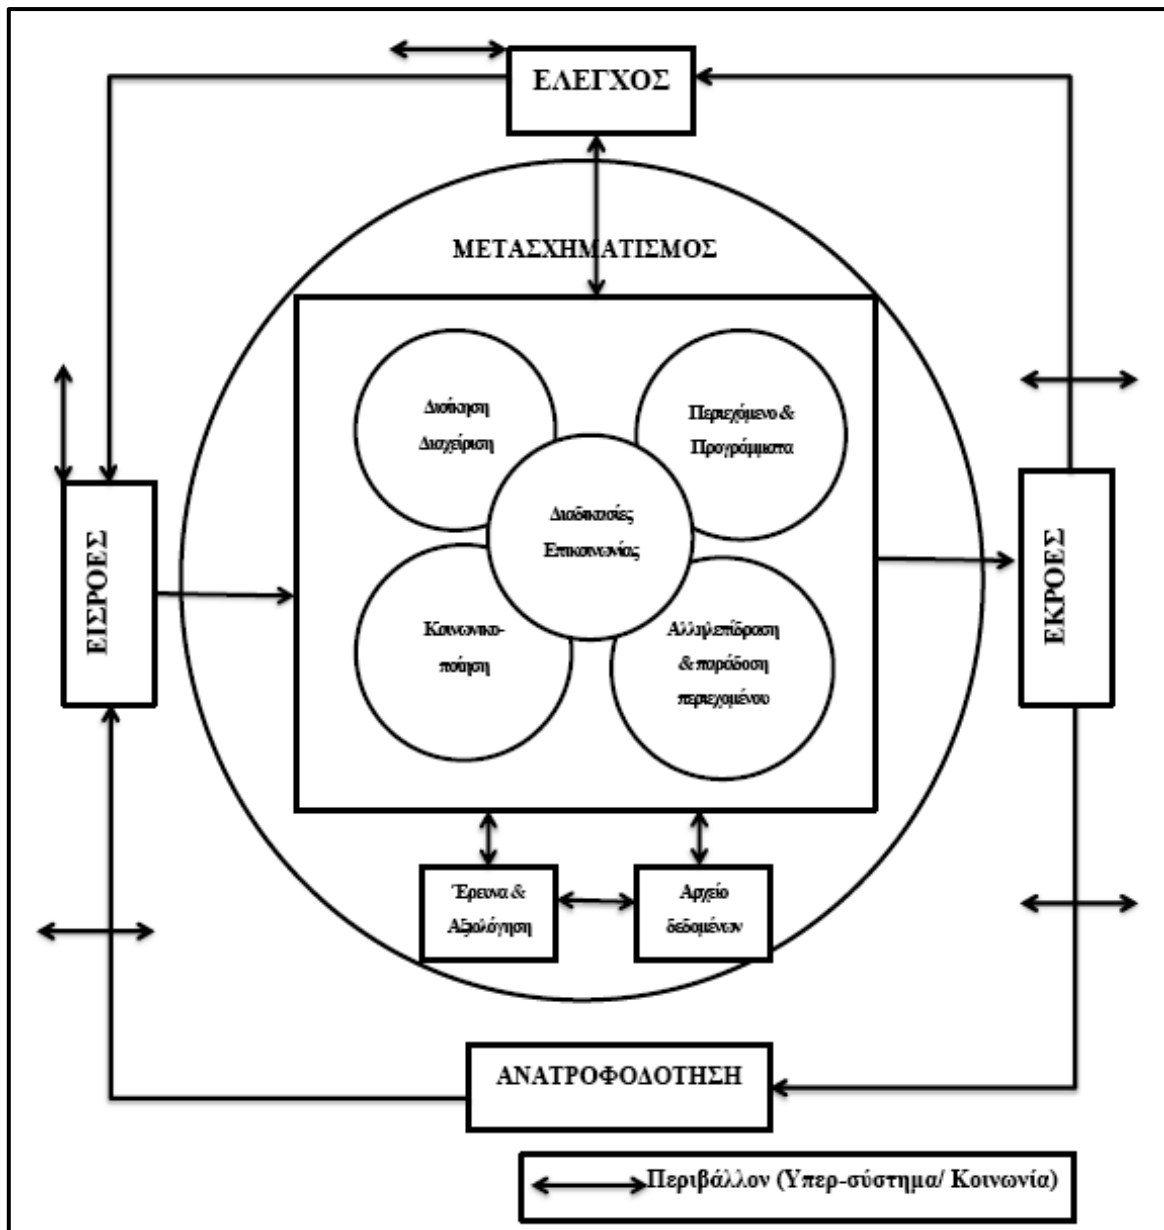 ΕΛΕΓΧΟΣ
ΜΕΤΑΣΧΗΜΑΤΙΣΜΟΣ
Διοίκηση
Διαχείριση
Περιεχόμενο &
Προγράμματα
Διαδικασίες
Επικοινωνίας
ΕΙΣΡΟΕΣ
ΕΚΡΟΕΣ
Κοινωνικο-
ποίηση
Αλληλεπίδραση
& παράδοση
περιεχομένου
Έρευνα &
Αξιολόγηση
Αρχείο
δεδομένων
ΑΝΑΤΡΟΦΟΔΟΤΗΣΗ
Περιβάλλον (Υπερ-σύστημα/ Κοινωνία)